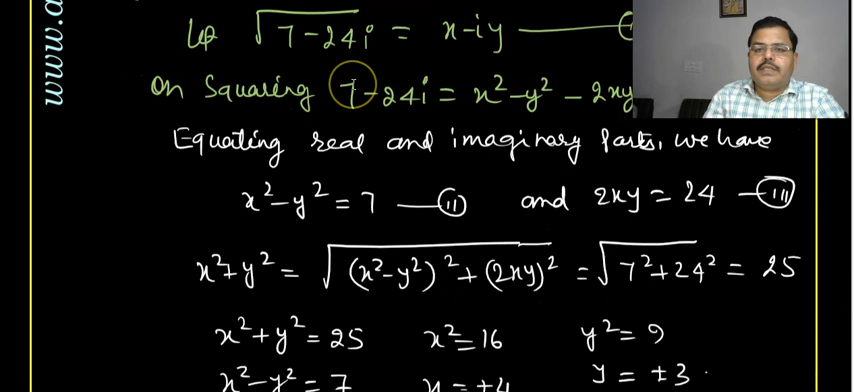 www.a
Let √(7-24i) = x-iy —
On Squaring 7-24i = x²-y² - 2xy
Equating real and imaginary Parts, we have
x²-y² = 7 —(ii) and 2xy = 24 —(iii)
x²+y² = √((x²-y²)²+(2xy)²) = √(7²+24²) = 25
x²+y² = 25 x² = 16 y² = 9
x²-y² = 7 x = ±4 y = ±3 .